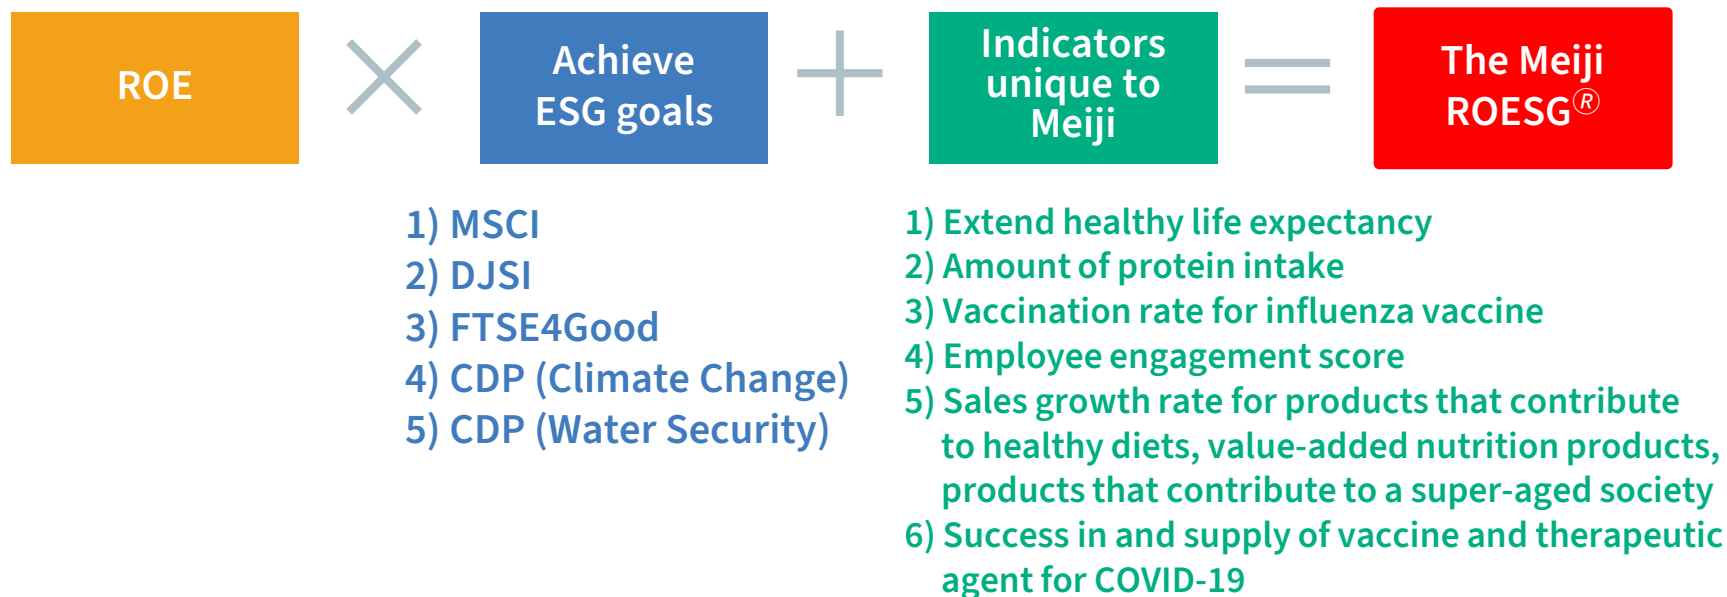 ROE
×
Achieve
ESG goals
+
Indicators
unique to
Meiji
=
The Meiji
ROESG®
1) MSCI
2) DJSI
3) FTSE4Good
4) CDP (Climate Change)
5) CDP (Water Security)
1) Extend healthy life expectancy
2) Amount of protein intake
3) Vaccination rate for influenza vaccine
4) Employee engagement score
5) Sales growth rate for products that contribute
to healthy diets, value-added nutrition products,
products that contribute to a super-aged society
6) Success in and supply of vaccine and therapeutic
agent for COVID-19